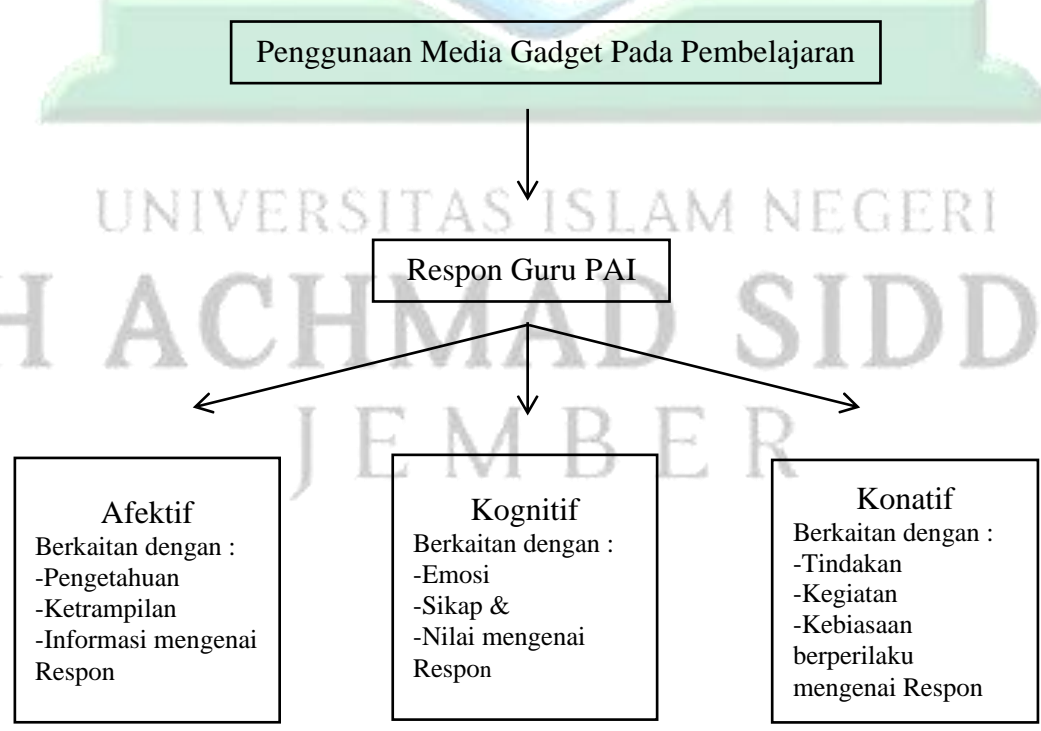 Penggunaan Media Gadget Pada Pembelajaran
UNIVERSITAS ISLAM NEGERI
Respon Guru PAI
H ACHMAD SIDD
JEMBER
Afektif
Berkaitan dengan :
-Pengetahuan
-Ketrampilan
-Informasi mengenai
Respon
Kognitif
Berkaitan dengan :
-Emosi
-Sikap &
-Nilai mengenai
Respon
Konatif
Berkaitan dengan :
-Tindakan
-Kegiatan
-Kebiasaan
berperilaku
mengenai Respon